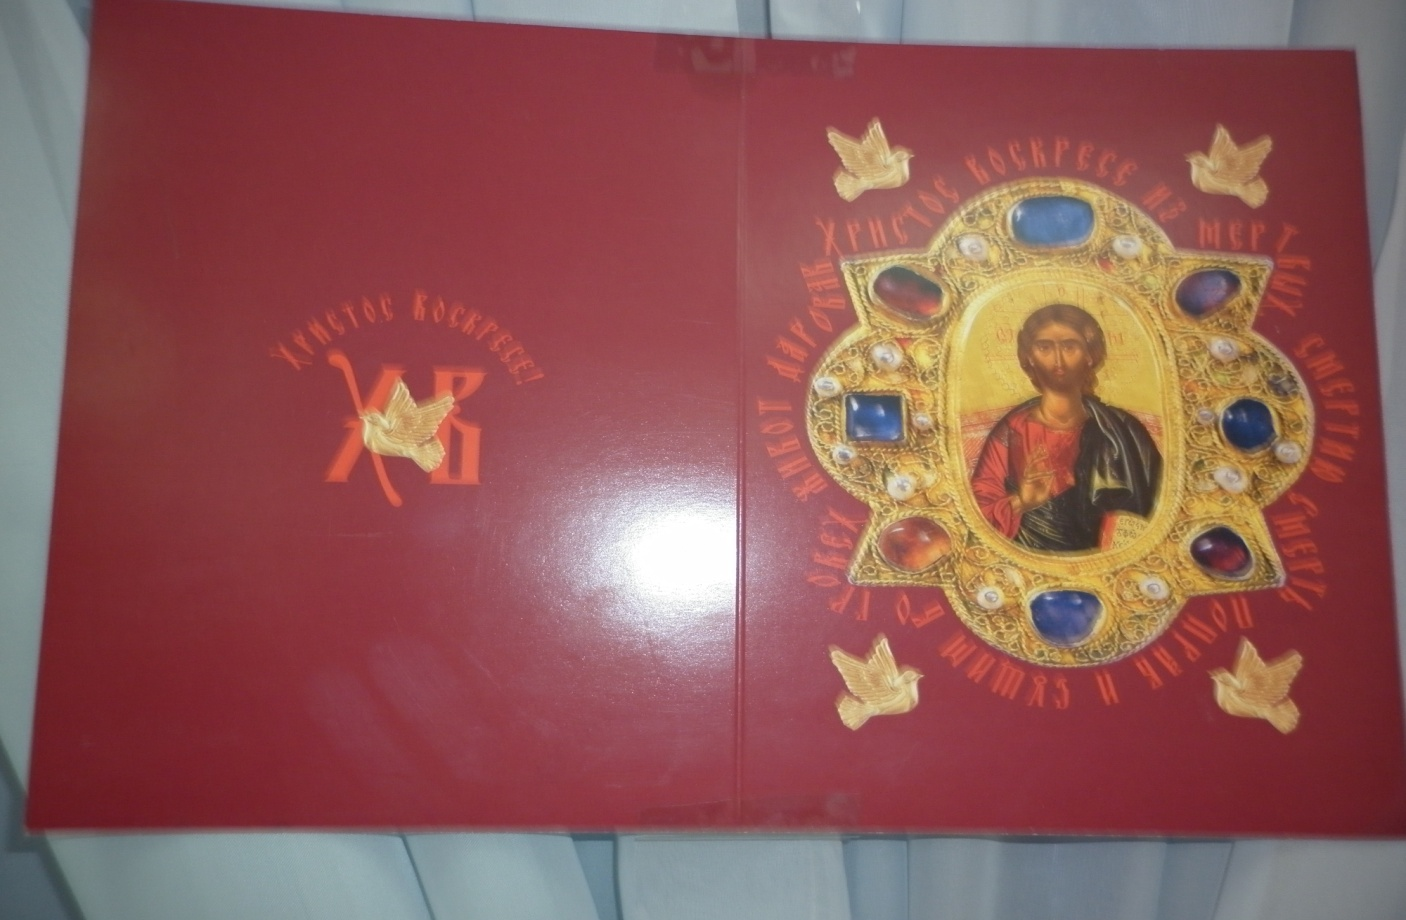 Христос Воскресе!
ХВ
Христос воскресе из мертвых смертию смерть поправ и сущим во гробех живот даровав